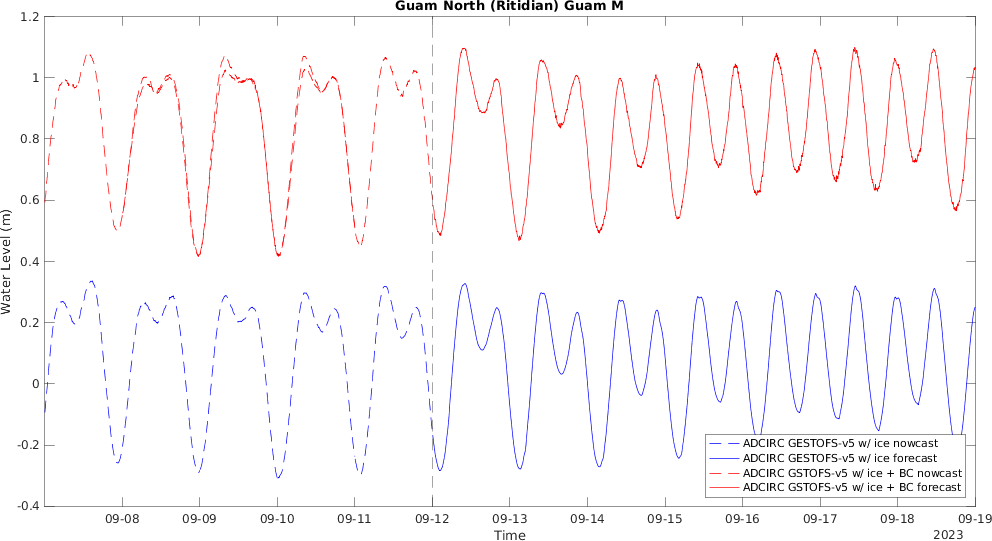 Guam North (Ritidian) Guam M
1.2
1
0.8
0.6
0.4
0.2
0
-0.2
-0.4
Water Level (m)
ADCIRC GESTOFS-v5 w/ ice nowcast
ADCIRC GESTOFS-v5 w/ ice forecast
ADCIRC GSTOFS-v5 w/ ice + BC nowcast
ADCIRC GSTOFS-v5 w/ ice + BC forecast
09-08 09-09 09-10 09-11 09-12 09-13 09-14 09-15 09-16 09-17 09-18 09-19
Time
2023